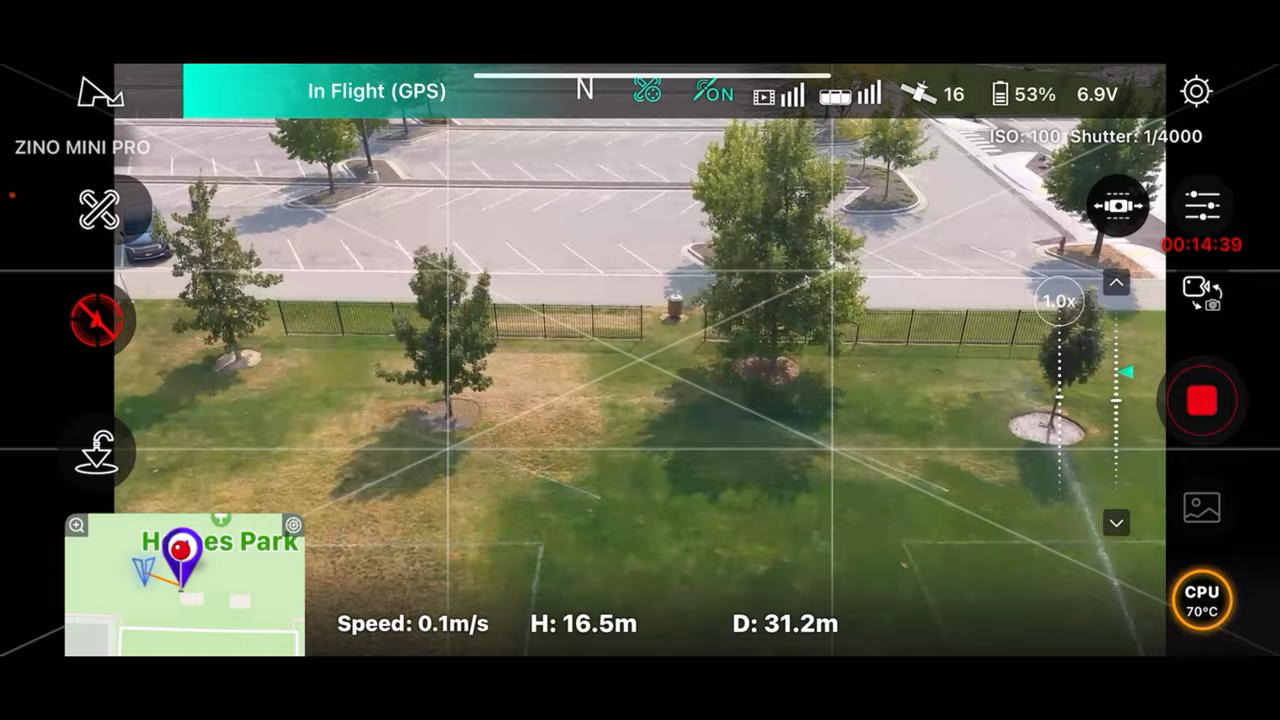 In Flight (GPS)
N
ON
16
53%
6.9V
ZINO MINI PRO
ISO: 100 Shutter: 1/4000
00:14:39
1.0x
Speed: 0.1m/s
H: 16.5m
D: 31.2m
CPU
70°C